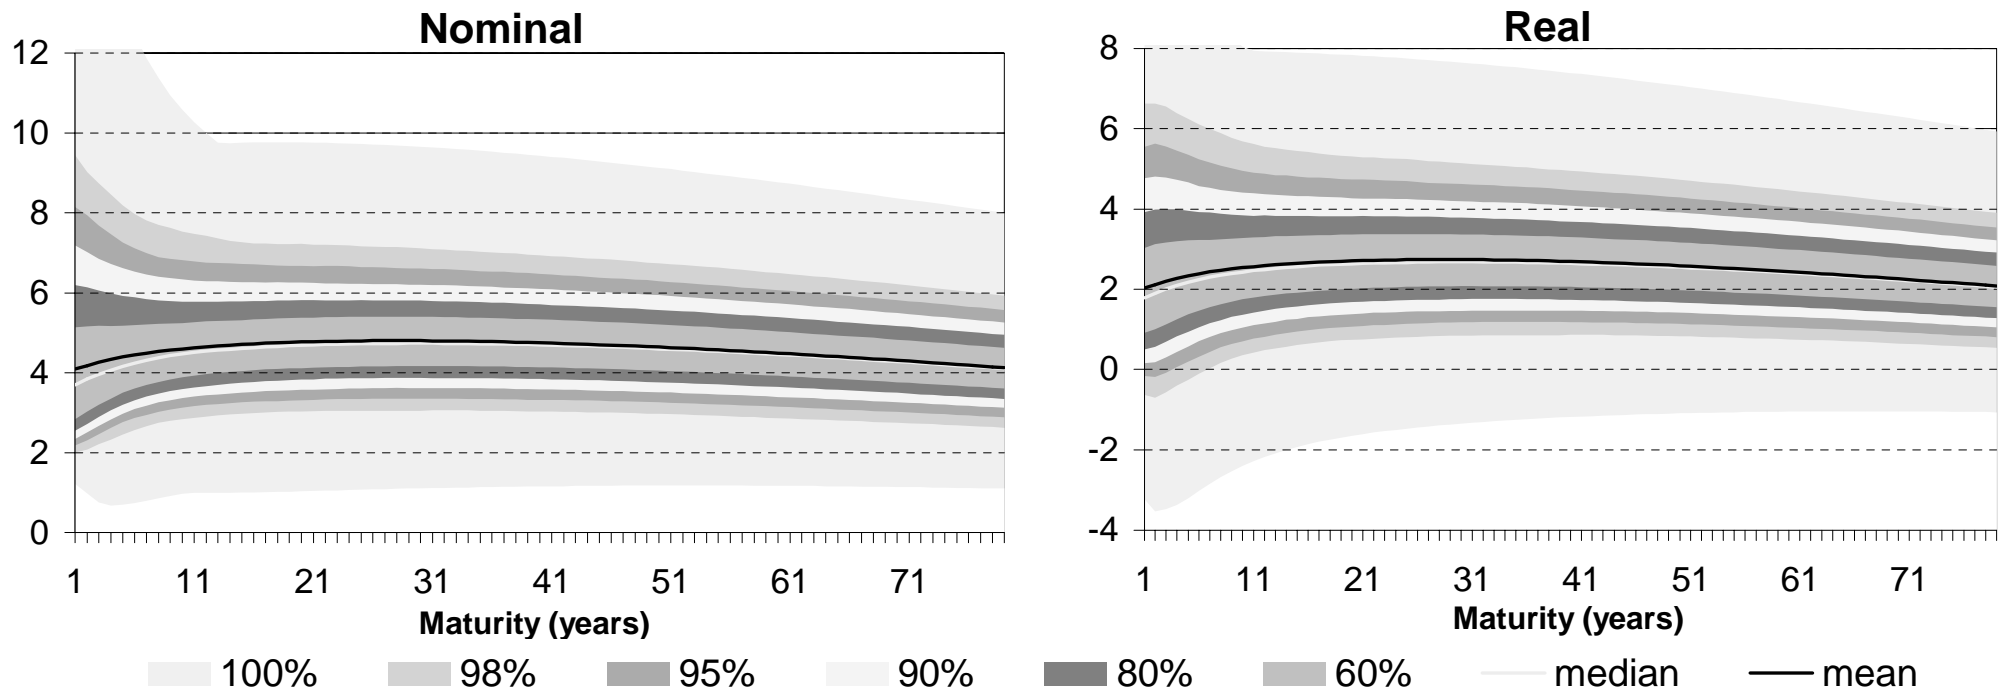 Nominal
12
10
8
6
4
2
0
1 11 21 31 41 51 61 71
Maturity (years)
Real
8
6
4
2
0
-2
-4
1 11 21 31 41 51 61 71
Maturity (years)
100% 98% 95% 90% 80% 60% median mean